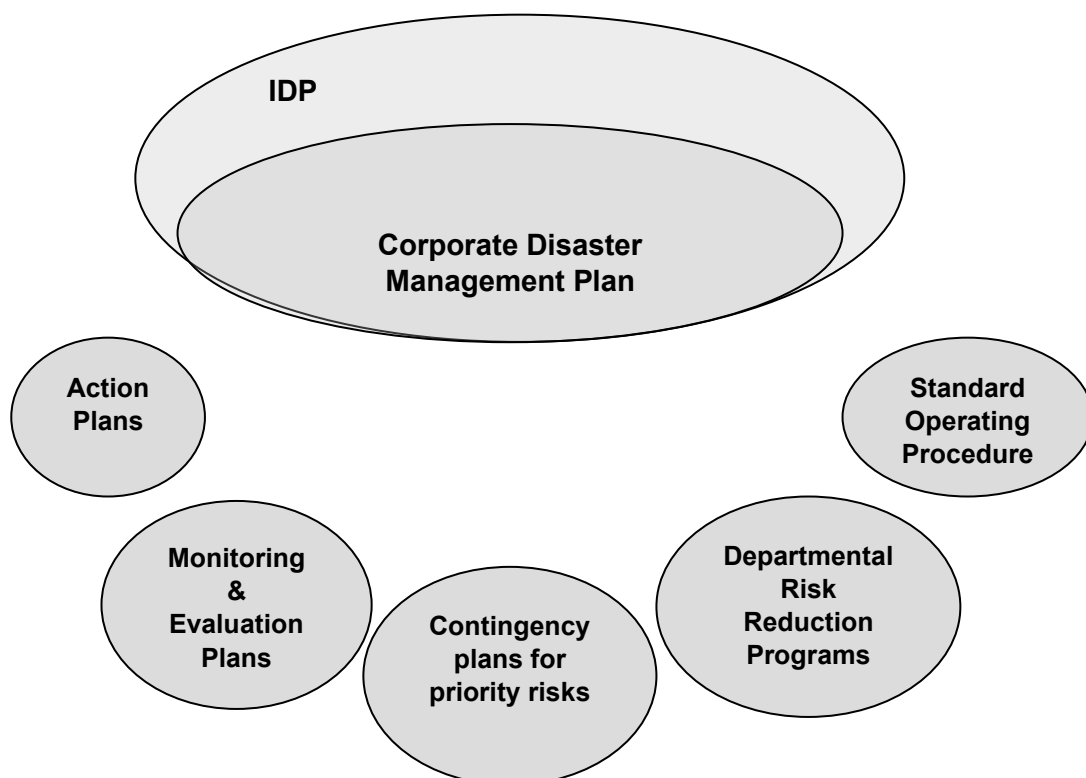 IDP
Corporate Disaster
Management Plan
Action
Plans
Standard
Operating
Procedure
Monitoring
&
Evaluation
Plans
Contingency
plans for
priority risks
Departmental
Risk
Reduction
Programs